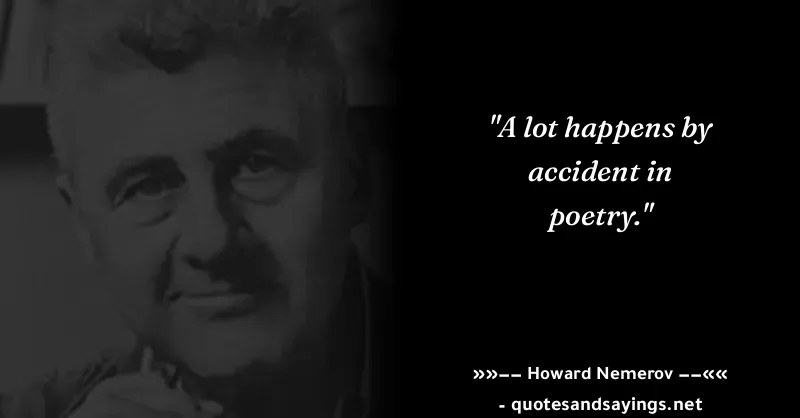 "A lot happens by
accident in
poetry."
»»–– Howard Nemerov ––««
- quotesandsayings.net